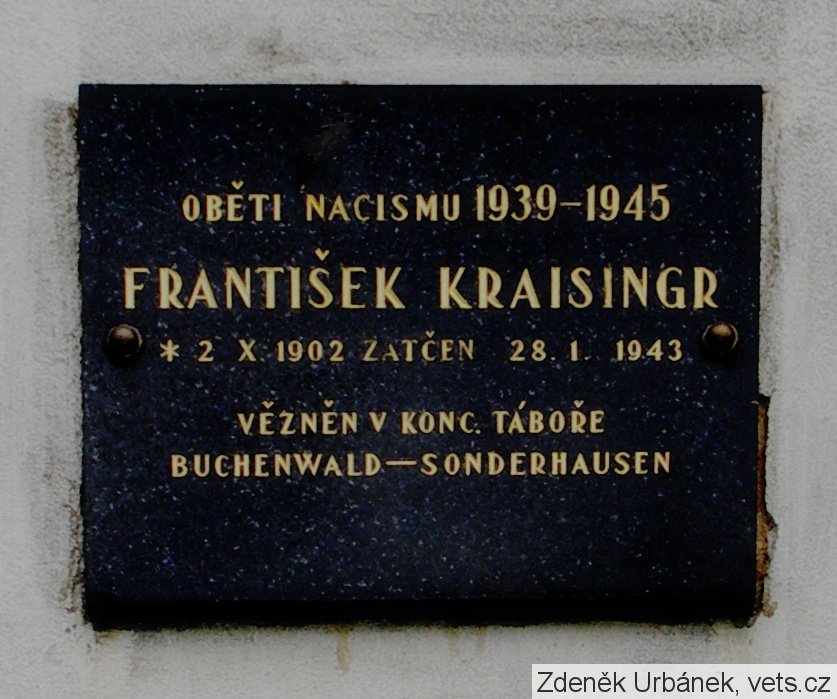 OBĚTI NACISMU 1939–1945
FRANTIŠEK KRAISINGR
* 2 X. 1902 ZATČEN 28. 1. 1943
VĚZNĚN V KONC. TÁBOŘE
BUCHENWALD–SONDERHAUSEN
Zdeněk Urbánek, vets.cz